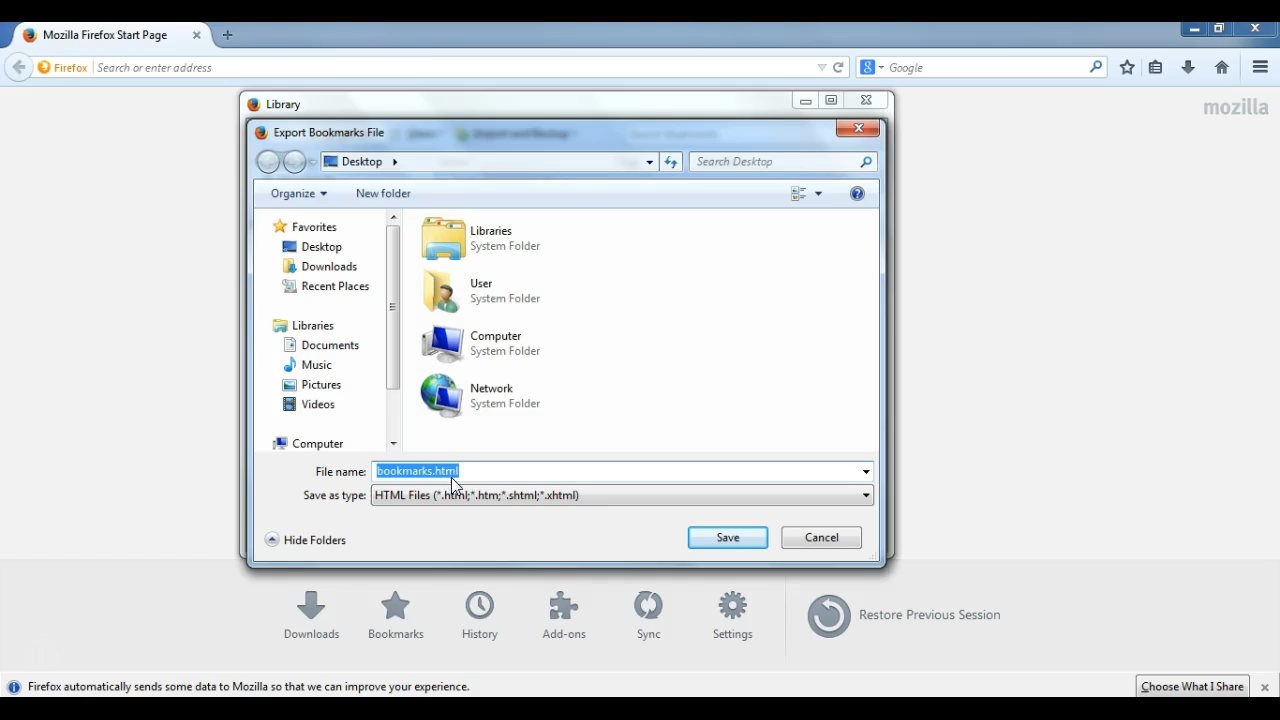 Mozilla Firefox Start Page
Firefox Search or enter address
Google
mozilla
Library
Export Bookmarks File
Desktop
Search Desktop
Organize
New folder
Favorites
Desktop
Downloads
Recent Places
Libraries
Documents
Music
Pictures
Videos
Computer
Libraries
System Folder
User
System Folder
Computer
System Folder
Network
System Folder
File name: bookmarks.html
Save as type: HTML Files (*.html;*.htm;*.shtml;*.xhtml)
Hide Folders
Save
Cancel
Downloads
Bookmarks
History
Add-ons
Sync
Settings
Restore Previous Session
Firefox automatically sends some data to Mozilla so that we can improve your experience.
Choose What I Share